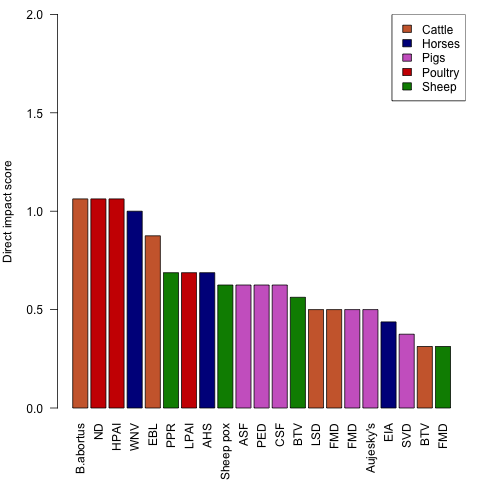 2.0
1.5
1.0
0.5
0.0
Direct impact score
Cattle
Horses
Pigs
Poultry
Sheep
B.abortus
ND
HPAI
WNV
EBL
PPR
LPAI
AHS
Sheep pox
ASF
PED
CSF
BTV
LSD
FMD
FMD
Aujesky's
EIA
SVD
BTV
FMD